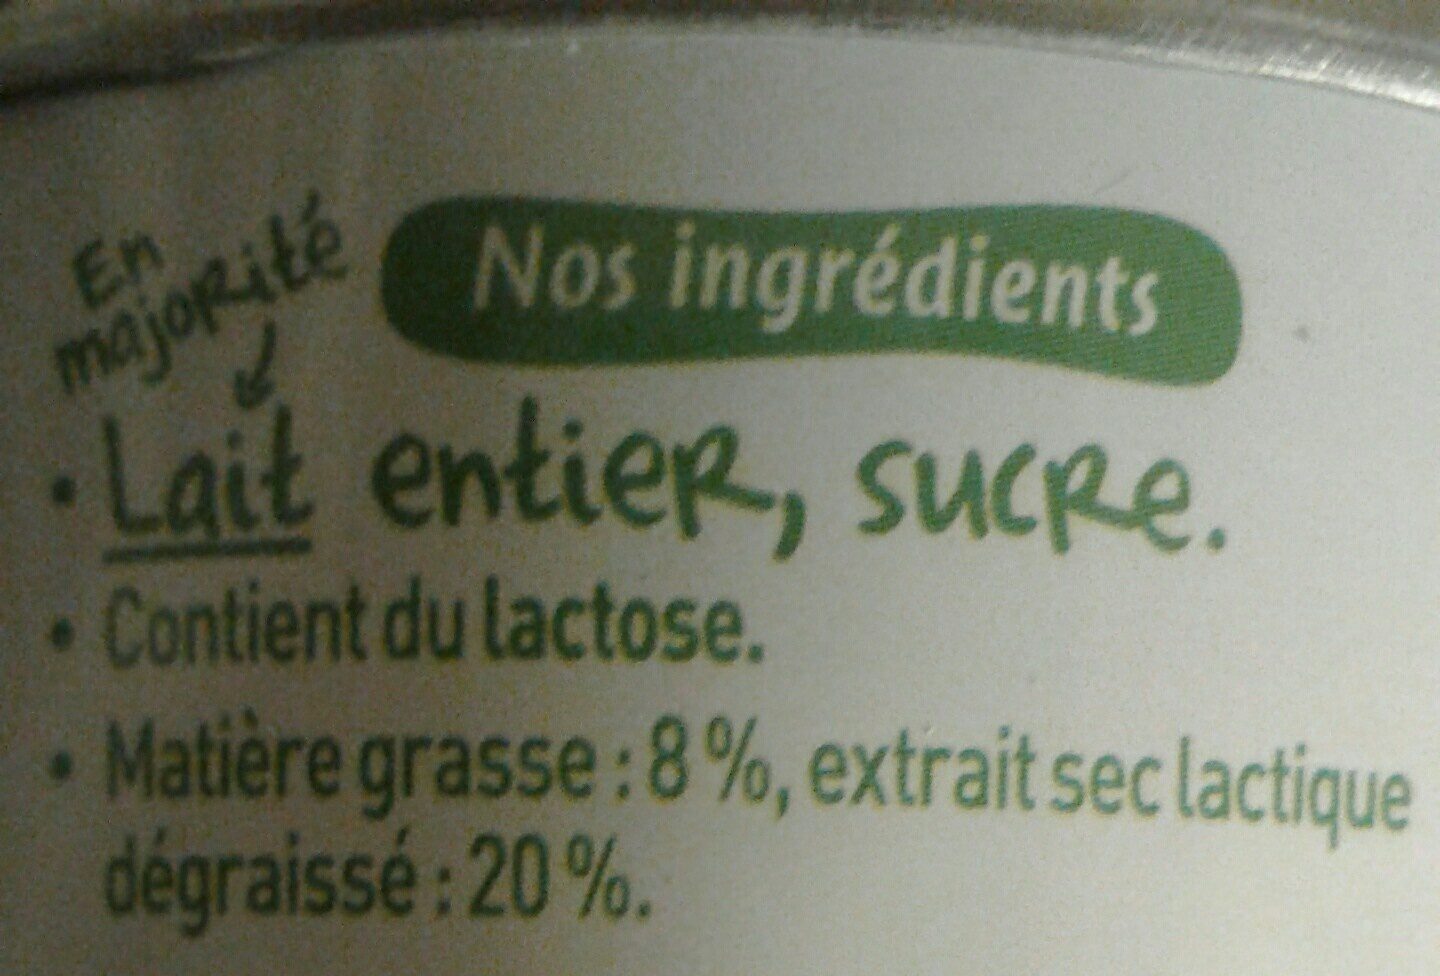 Nos ingrédients
En
majorité
• Lait entier, sucre.
• Contient du lactose.
• Matière grasse : 8 %, extrait sec lactique
dégraissé : 20 %.